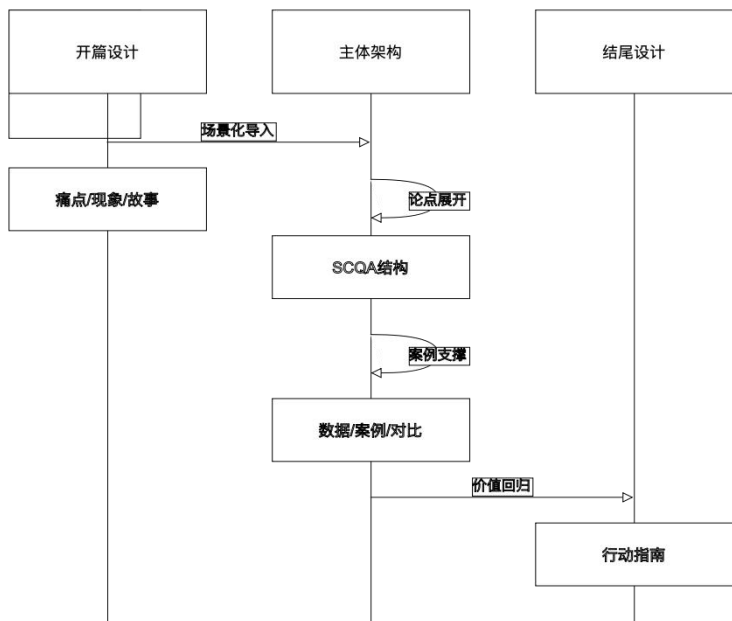 开篇设计
主体架构
结尾设计
场景化导入
痛点/现象/故事
论点展开
SCQA结构
案例支撑
数据/案例/对比
价值回归
行动指南